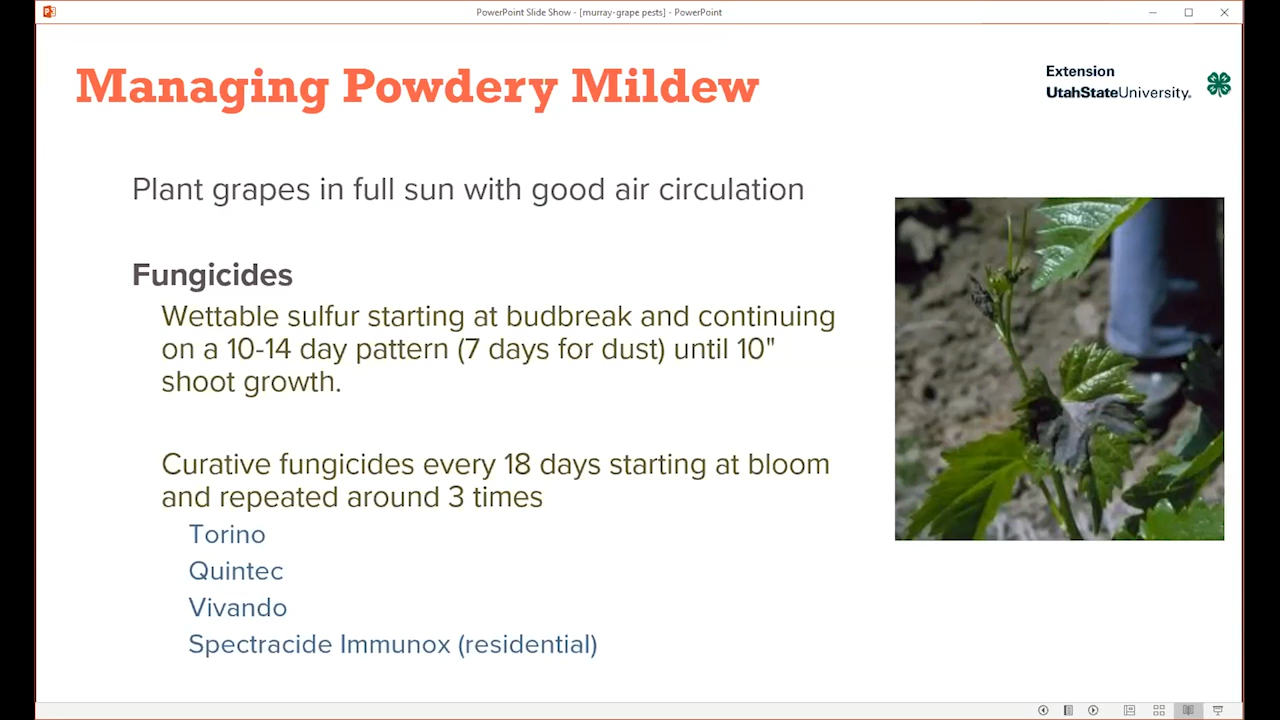 PowerPoint Slide Show - [murray-grape pests] - PowerPoint
Managing Powdery Mildew
Extension
UtahStateUniversity.
Plant grapes in full sun with good air circulation
Fungicides
Wettable sulfur starting at budbreak and continuing
on a 10-14 day pattern (7 days for dust) until 10"
shoot growth.
Curative fungicides every 18 days starting at bloom
and repeated around 3 times
Torino
Quintec
Vivando
Spectracide Immunox (residential)